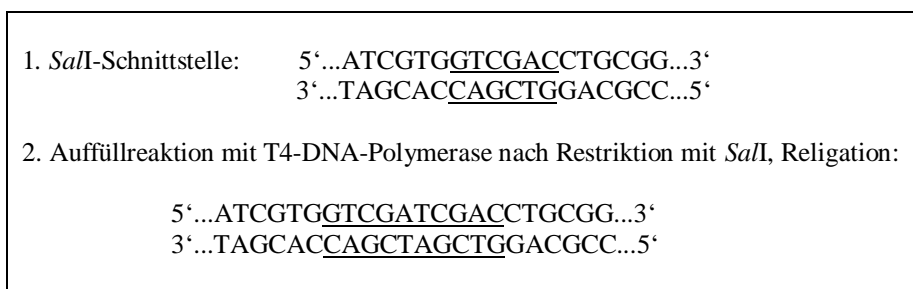 1. SalI-Schnittstelle: 5‘...ATCGTGGTCGACCTGCGG...3‘
3‘...TAGCACCAGCTGGACGCC...5‘
2. Auffüllreaktion mit T4-DNA-Polymerase nach Restriktion mit SalI, Religation:
5‘...ATCGTGGTCGATCGACCTGCGG...3‘
3‘...TAGCACCAGCTAGCTGGACGCC...5‘